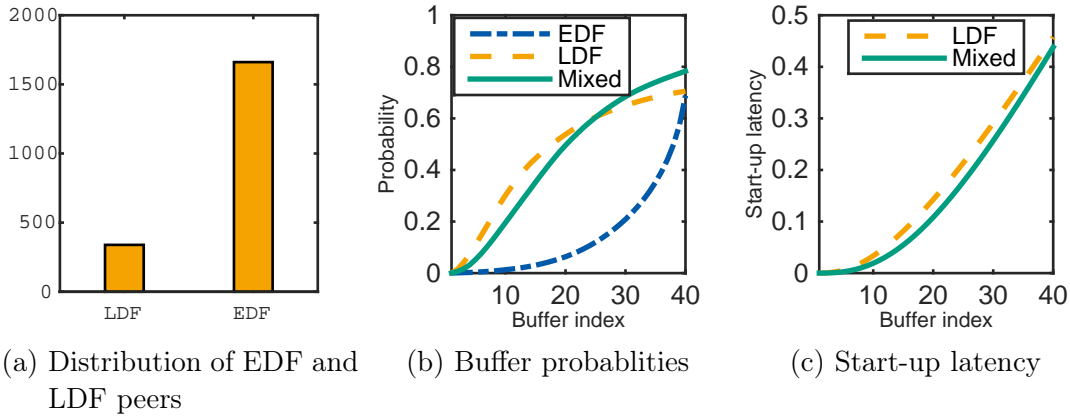 2000
1500
1000
500
0
LDF
EDF
(a) Distribution of EDF and
LDF peers
1
0.8
0.6
0.4
0.2
0
Probability
EDF
LDF
Mixed
10 20 30 40
Buffer index
(b) Buffer probablities
0.5
0.4
0.3
0.2
0.1
0
Start-up latency
LDF
Mixed
10 20 30 40
Buffer index
(c) Start-up latency